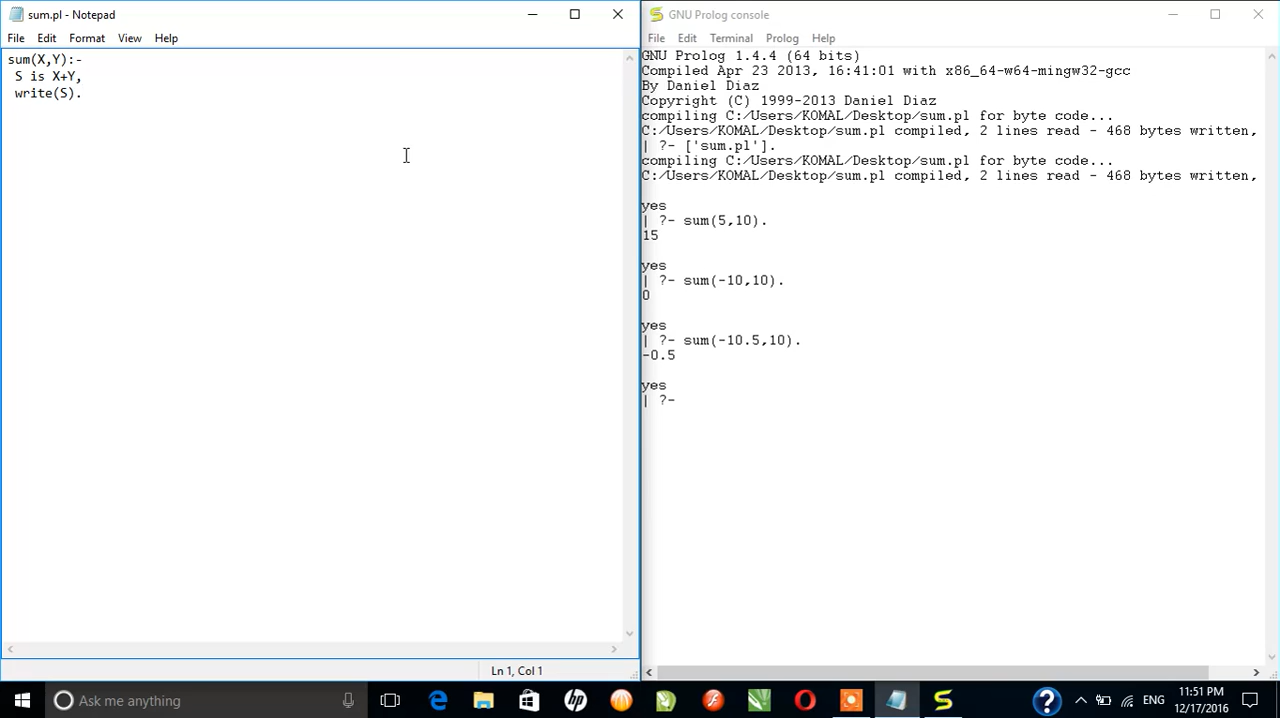 sum.pl - Notepad
File Edit Format View Help
sum(X,Y):-
S is X+Y,
write(S).
Ln 1, Col 1
GNU Prolog console
File Edit Terminal Prolog Help
GNU Prolog 1.4.4 (64 bits)
Compiled Apr 23 2013, 16:41:01 with x86_64-w64-mingw32-gcc
By Daniel Diaz
Copyright (C) 1999-2013 Daniel Diaz
compiling C:/Users/KOMAL/Desktop/sum.pl for byte code...
C:/Users/KOMAL/Desktop/sum.pl compiled, 2 lines read - 468 bytes written,
| ?- ['sum.pl'].
compiling C:/Users/KOMAL/Desktop/sum.pl for byte code...
C:/Users/KOMAL/Desktop/sum.pl compiled, 2 lines read - 468 bytes written,
yes
| ?- sum(5,10).
15
yes
| ?- sum(-10,10).
0
yes
| ?- sum(-10.5,10).
-0.5
yes
| ?-
Ask me anything
hp
ENG
11:51 PM
12/17/2016